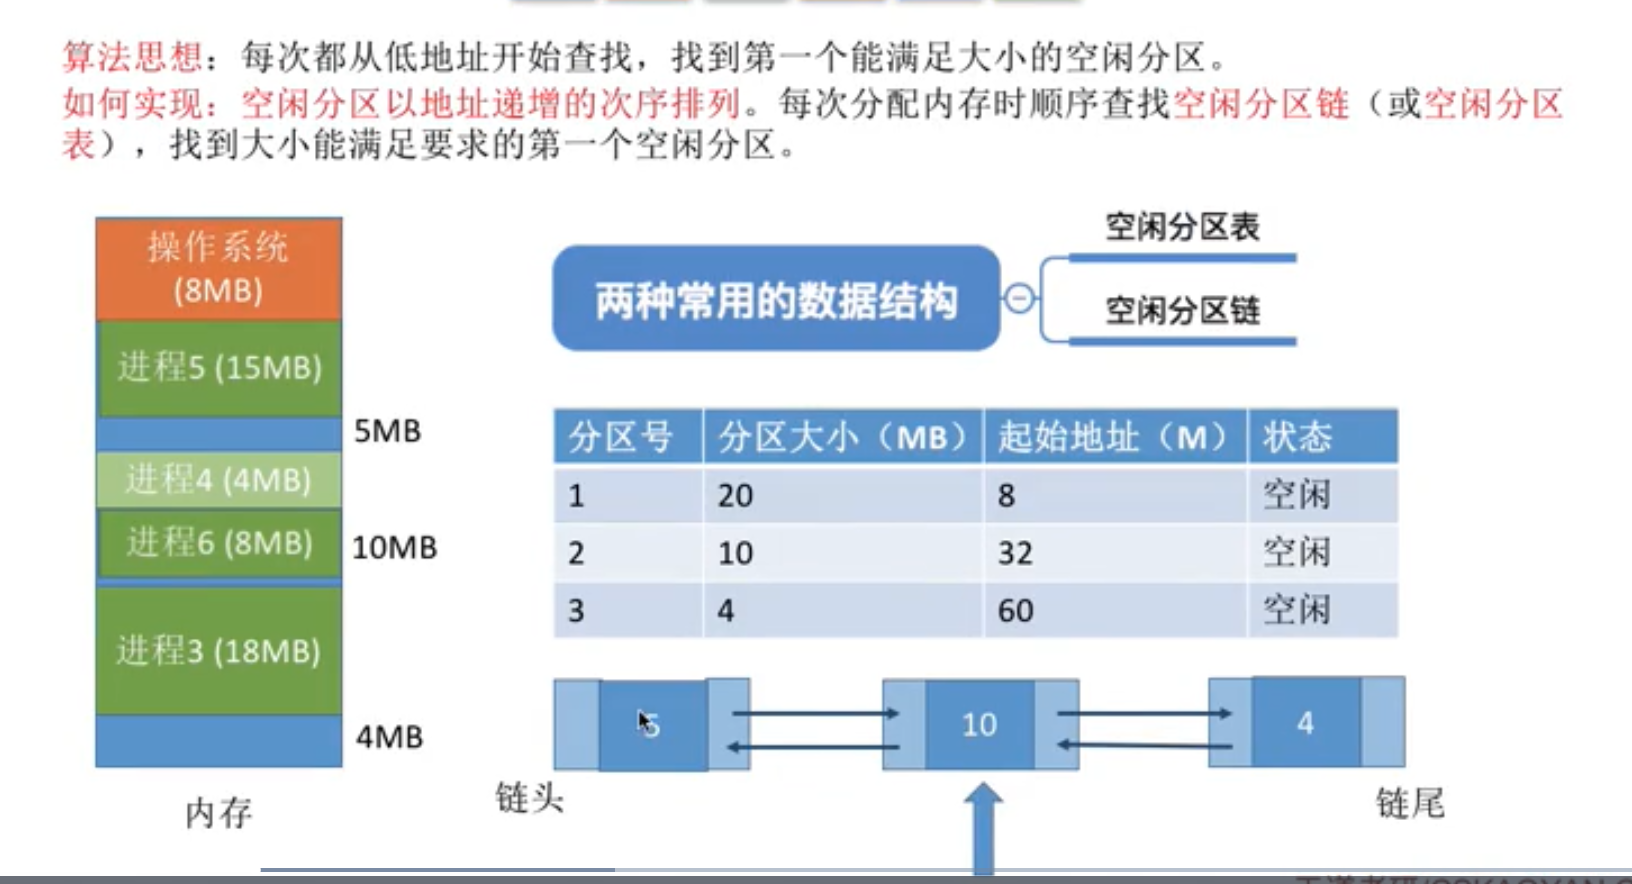 算法思想：每次都从低地址开始查找，找到第一个能满足大小的空闲分区。
如何实现：空闲分区以地址递增的次序排列。每次分配内存时顺序查找空闲分区链（或空闲分区
表），找到大小能满足要求的第一个空闲分区。
操作系统
(8MB)
进程5 (15MB)
5MB
进程4 (4MB)
进程6 (8MB)
10MB
进程3 (18MB)
4MB
内存
两种常用的数据结构
空闲分区表
空闲分区链
分区号 分区大小（MB） 起始地址（M） 状态
1 20 8 空闲
2 10 32 空闲
3 4 60 空闲
5 10 4
链头
链尾